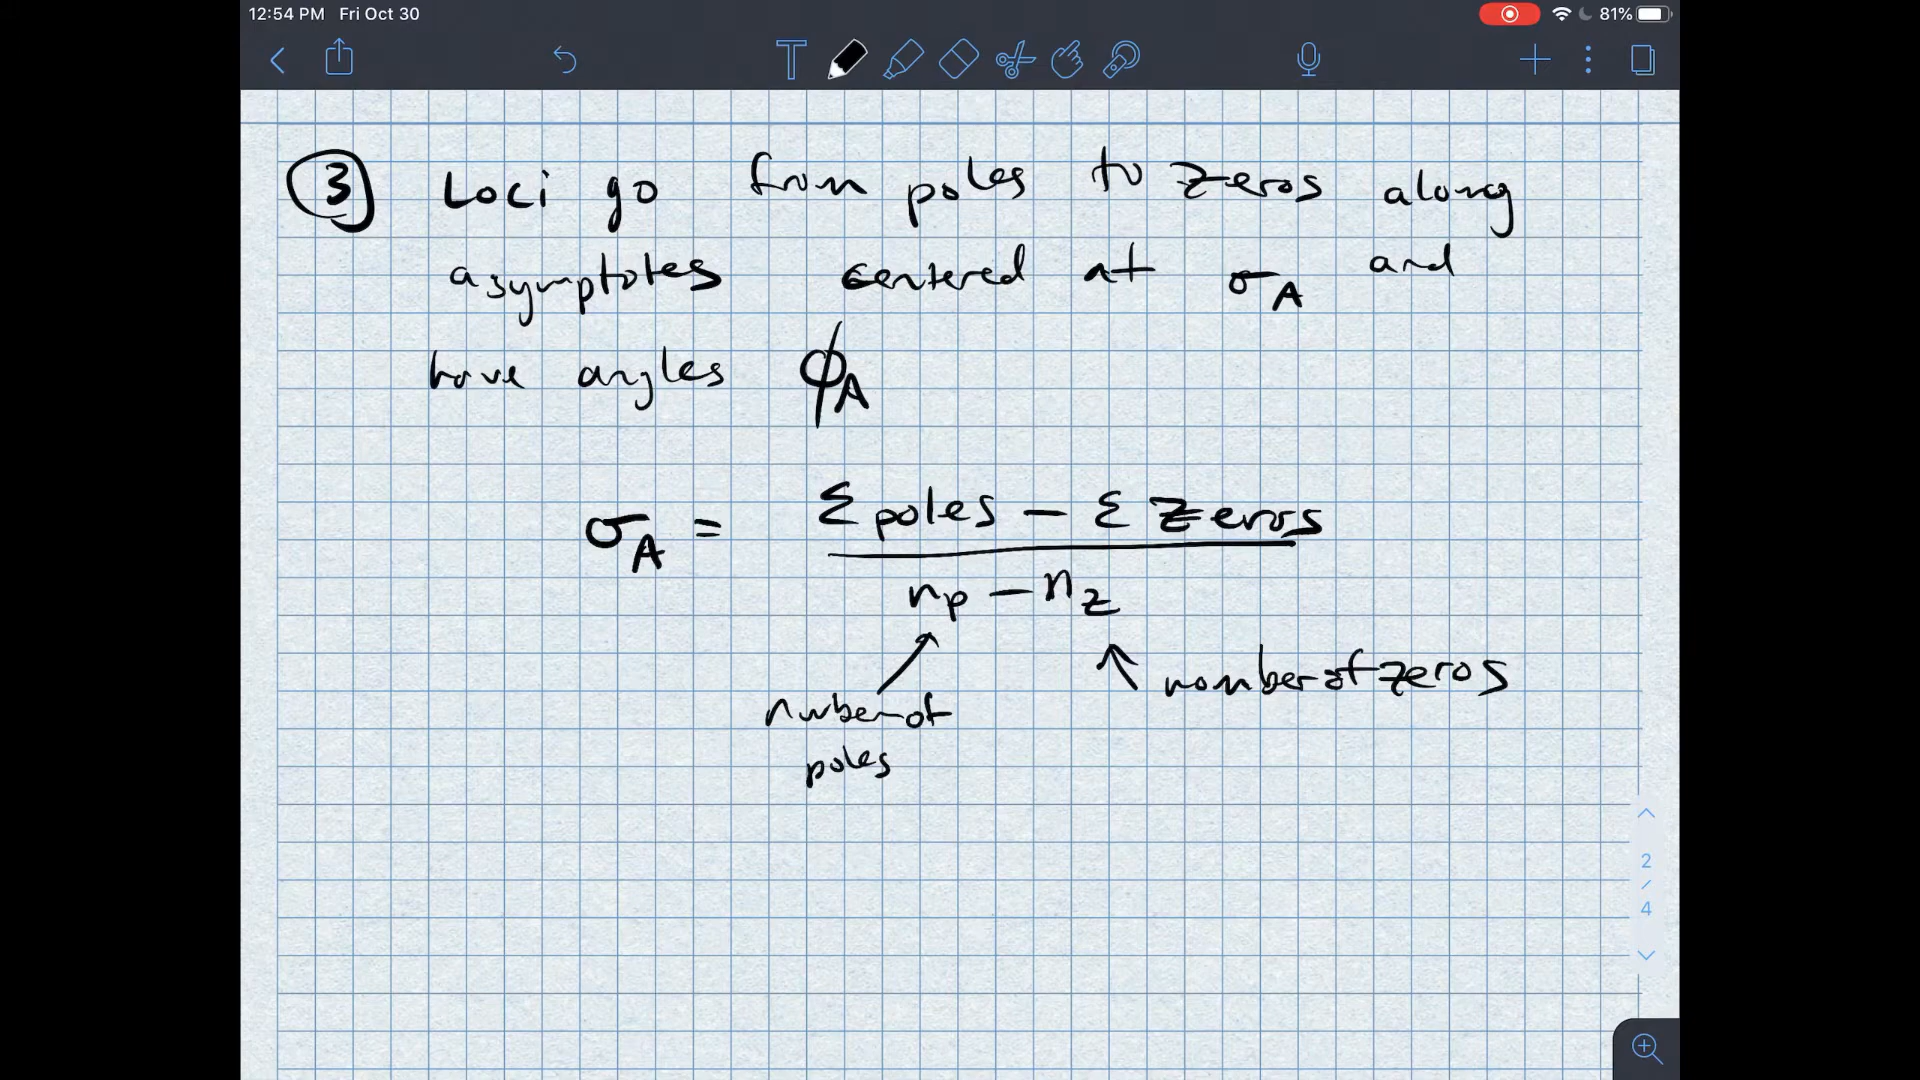 12:54 PM Fri Oct 30 81%
T
3 Loci go from poles to zeros along
asymptotes centered at σA and
have angles ϕA
σA = Σ poles − Σ zeros
np − nz
number of zeros
number of
poles
2
/
4